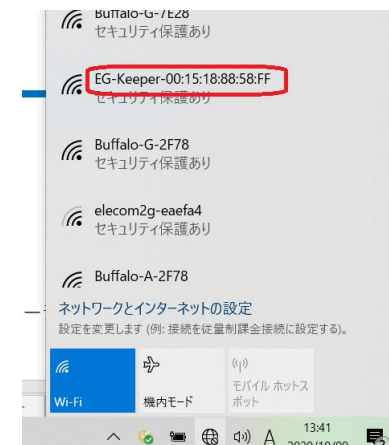 Buffalo-G-7E28
セキュリティ保護あり
EG-Keeper-00:15:18:88:58:FF
セキュリティ保護あり
Buffalo-G-2F78
セキュリティ保護あり
elecom2g-eaefa4
セキュリティ保護あり
Buffalo-A-2F78
ネットワークとインターネットの設定
設定を変更します (例: 接続を従量制課金接続に設定する)。
Wi-Fi
機内モード
モバイル ホットス
ポット
A
13:41